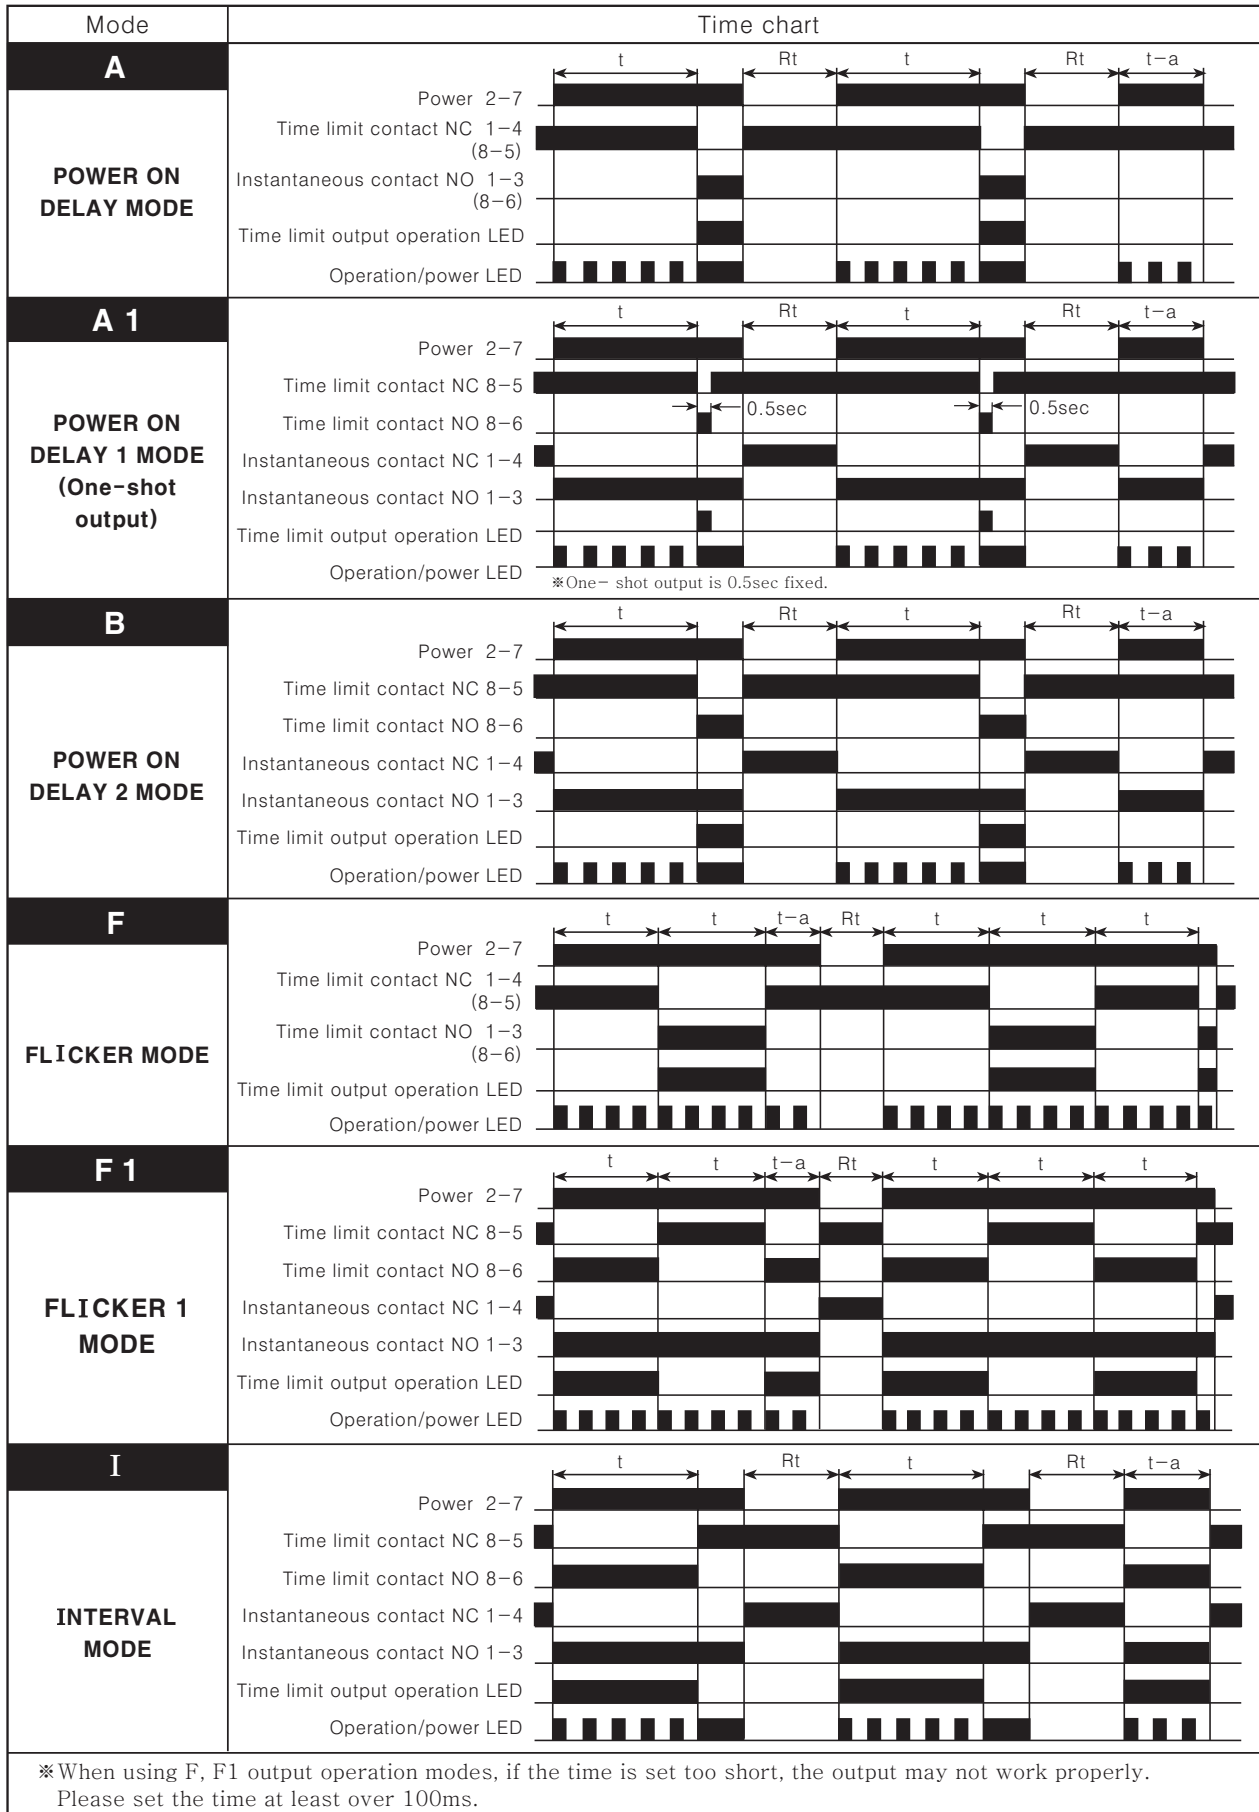 Mode
Time chart
A
POWER ON
DELAY MODE
t Rt t Rt t-a
Power 2-7
Time limit contact NC 1-4
(8-5)
Instantaneous contact NO 1-3
(8-6)
Time limit output operation LED
Operation/power LED
A 1
POWER ON
DELAY 1 MODE
(One-shot
output)
t Rt t Rt t-a
Power 2-7
Time limit contact NC 8-5
0.5sec 0.5sec
Time limit contact NO 8-6
Instantaneous contact NC 1-4
Instantaneous contact NO 1-3
Time limit output operation LED
Operation/power LED
※One- shot output is 0.5sec fixed.
B
POWER ON
DELAY 2 MODE
t Rt t Rt t-a
Power 2-7
Time limit contact NC 8-5
Time limit contact NO 8-6
Instantaneous contact NC 1-4
Instantaneous contact NO 1-3
Time limit output operation LED
Operation/power LED
F
FLICKER MODE
t t t-a Rt t t t
Power 2-7
Time limit contact NC 1-4
(8-5)
Time limit contact NO 1-3
(8-6)
Time limit output operation LED
Operation/power LED
F 1
FLICKER 1
MODE
t t t-a Rt t t t
Power 2-7
Time limit contact NC 8-5
Time limit contact NO 8-6
Instantaneous contact NC 1-4
Instantaneous contact NO 1-3
Time limit output operation LED
Operation/power LED
I
INTERVAL
MODE
t Rt t Rt t-a
Power 2-7
Time limit contact NC 8-5
Time limit contact NO 8-6
Instantaneous contact NC 1-4
Instantaneous contact NO 1-3
Time limit output operation LED
Operation/power LED
※When using F, F1 output operation modes, if the time is set too short, the output may not work properly.
Please set the time at least over 100ms.